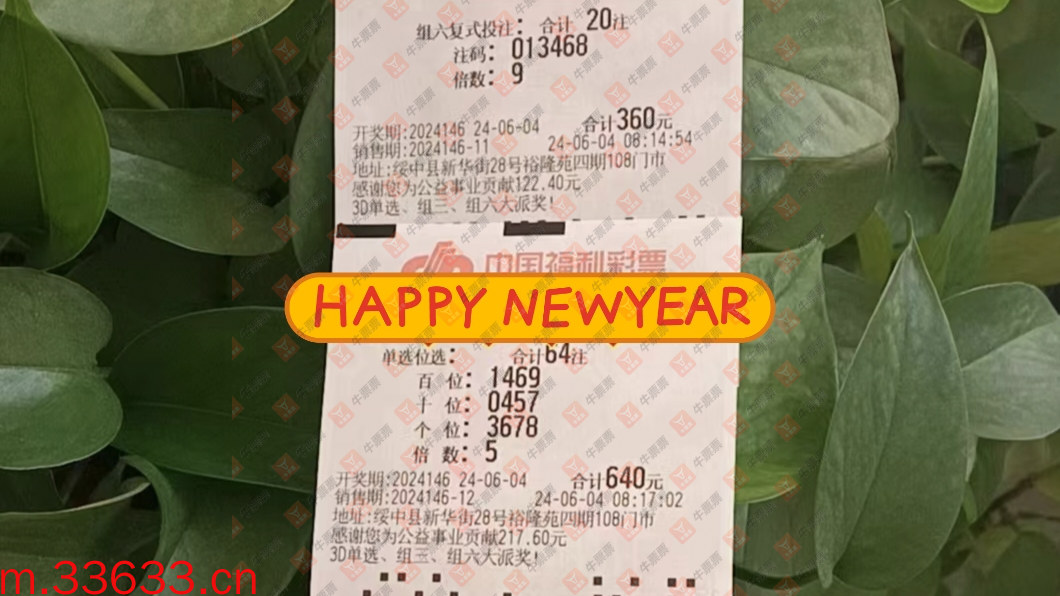 组六复式投注： 合计 20注
注码：013468
倍数：9
合计360元
开奖期:2024146 24-06-04
销售期:2024146-11 24-06-04 08:14:54
地址:绥中县新华街28号裕隆苑四期108门市
感谢您为公益事业贡献122.40元
3D单选、组三、组六大派奖!
中国福利彩票
HAPPY NEWYEAR
单选位选： 合计64注
百 位：1469
十 位：0457
个 位：3678
倍 数：5
开奖期:2024146 24-06-04 合计640元
销售期:2024146-12 24-06-04 08:17:02
地址:绥中县新华街28号裕隆苑四期108门市
感谢您为公益事业贡献217.60元
3D单选、组三、组六大派奖!
m.33633.cn
牛票票